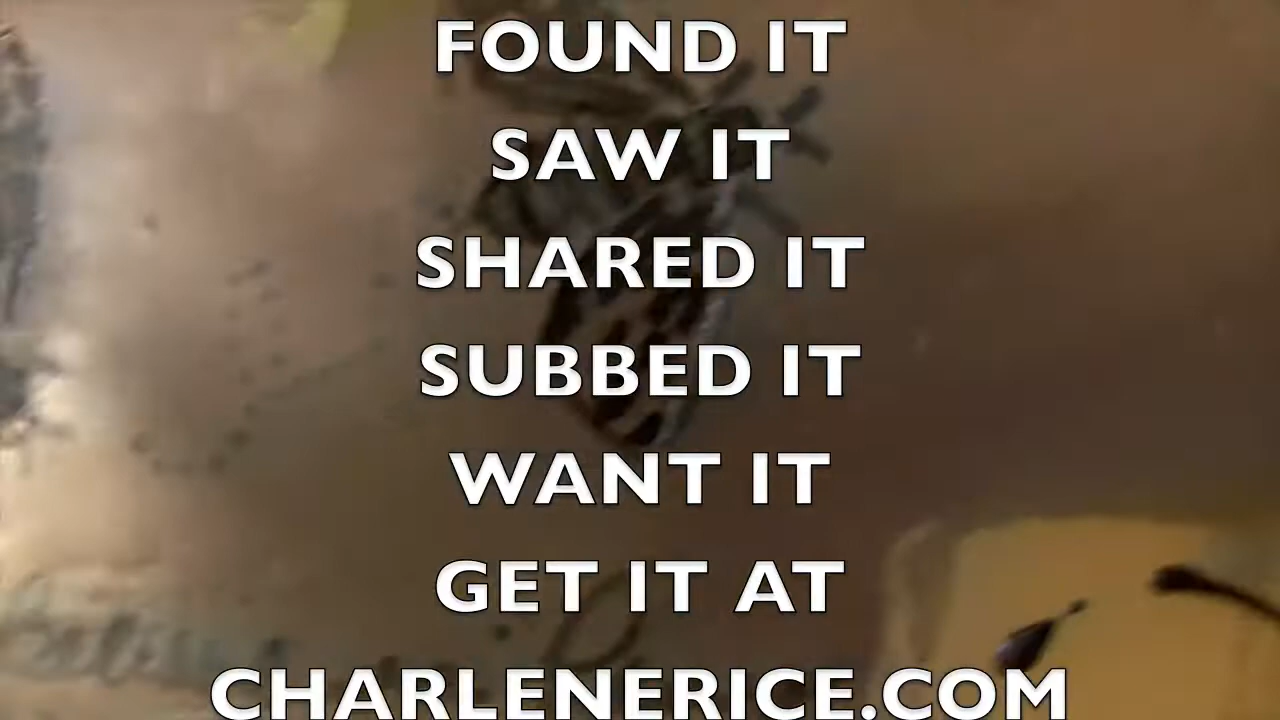 FOUND IT
SAW IT
SHARED IT
SUBBED IT
WANT IT
GET IT AT
CHARLENERICE.COM